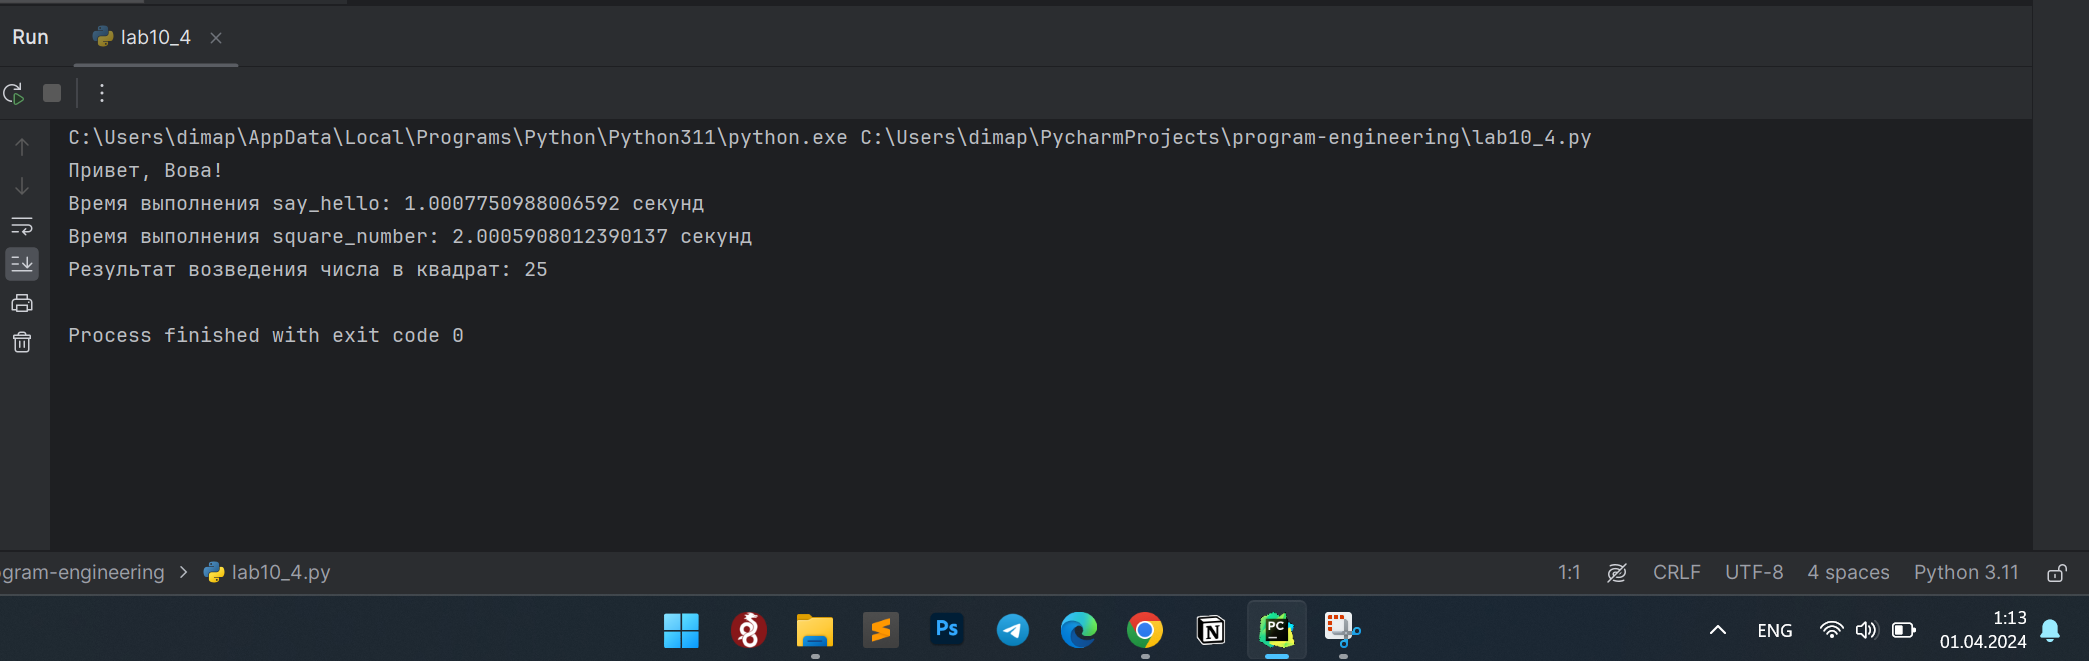 Run lab10_4
C:\Users\dimap\AppData\Local\Programs\Python\Python311\python.exe C:\Users\dimap\PycharmProjects\program-engineering\lab10_4.py
Привет, Вова!
Время выполнения say_hello: 1.0007750988006592 секунд
Время выполнения square_number: 2.0005908012390137 секунд
Результат возведения числа в квадрат: 25
Process finished with exit code 0
ogram-engineering > lab10_4.py 1:1 CRLF UTF-8 4 spaces Python 3.11
Ps
N
PC
ENG
1:13
01.04.2024